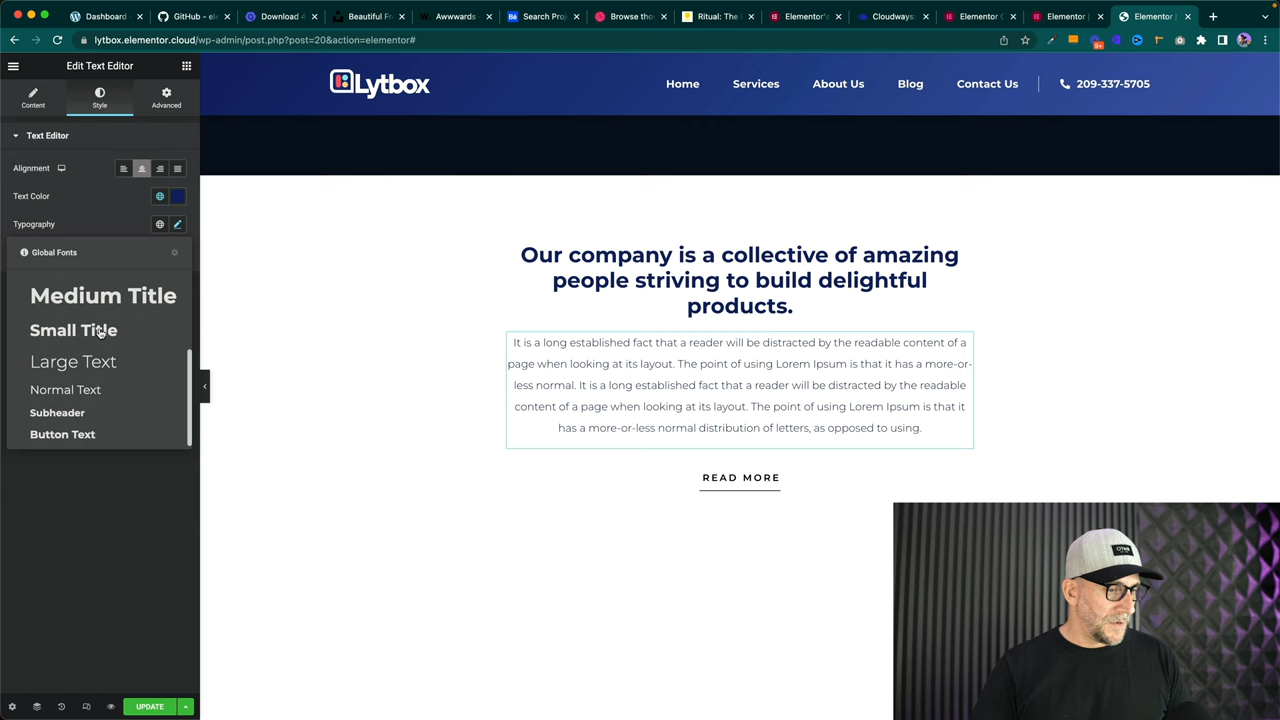 Dashboard
GitHub - ele
Download 4
Beautiful Fr
Awwwards
Search Proj
Browse thou
Ritual: The
Elementor's
Cloudways
Elementor C
Elementor |
Elementor |
lytbox.elementor.cloud/wp-admin/post.php?post=20&action=elementor#
Edit Text Editor
Content
Style
Advanced
Text Editor
Alignment
Text Color
Typography
Global Fonts
Medium Title
Small Title
Large Text
Normal Text
Subheader
Button Text
UPDATE
Lytbox
Home
Services
About Us
Blog
Contact Us
209-337-5705
Our company is a collective of amazing
people striving to build delightful
products.
It is a long established fact that a reader will be distracted by the readable content of a
page when looking at its layout. The point of using Lorem Ipsum is that it has a more-or-
less normal. It is a long established fact that a reader will be distracted by the readable
content of a page when looking at its layout. The point of using Lorem Ipsum is that it
has a more-or-less normal distribution of letters, as opposed to using.
READ MORE